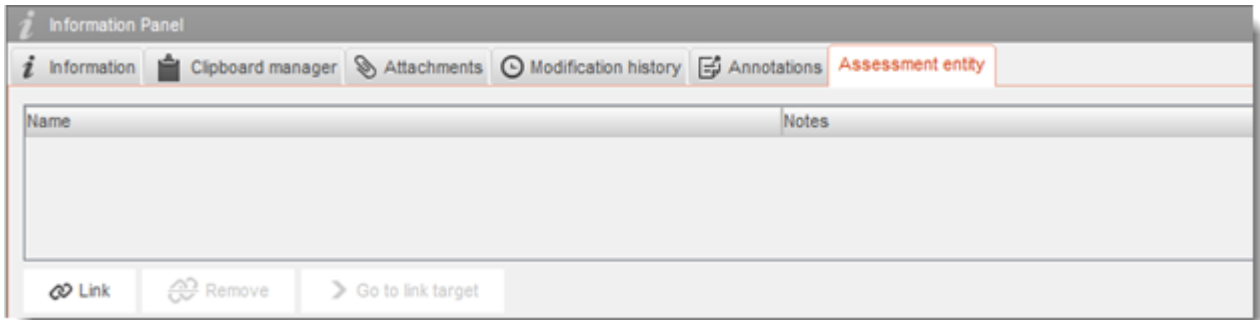 Information Panel
Information Clipboard manager Attachments Modification history Annotations Assessment entity
Name Notes
Link Remove Go to link target